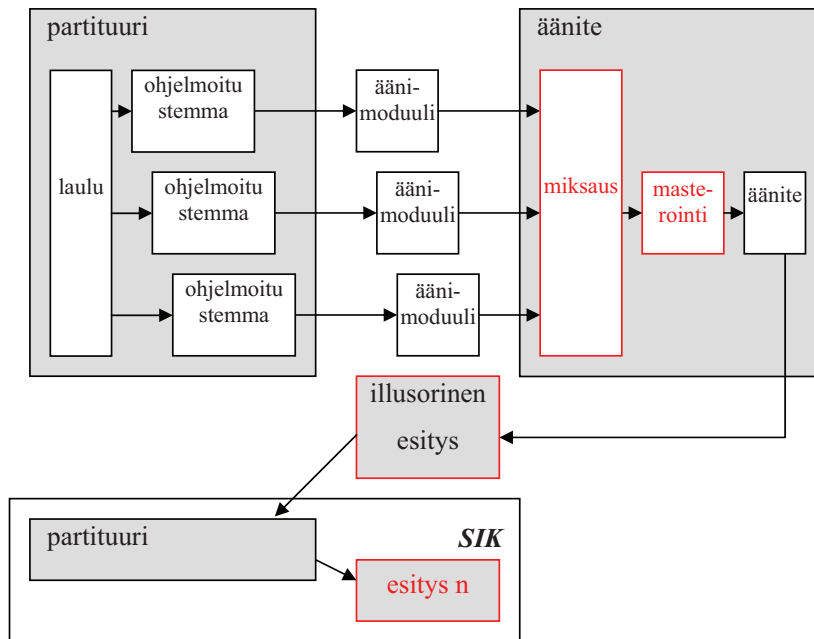 partituuri
äänite
laulu
ohjelmoitu
stemma
ääni-
moduuli
ohjelmoitu
stemma
ääni-
moduuli
ohjelmoitu
stemma
ääni-
moduuli
miksaus
maste-
rointi
äänite
illusorinen
esitys
partituuri
SIK
esitys n